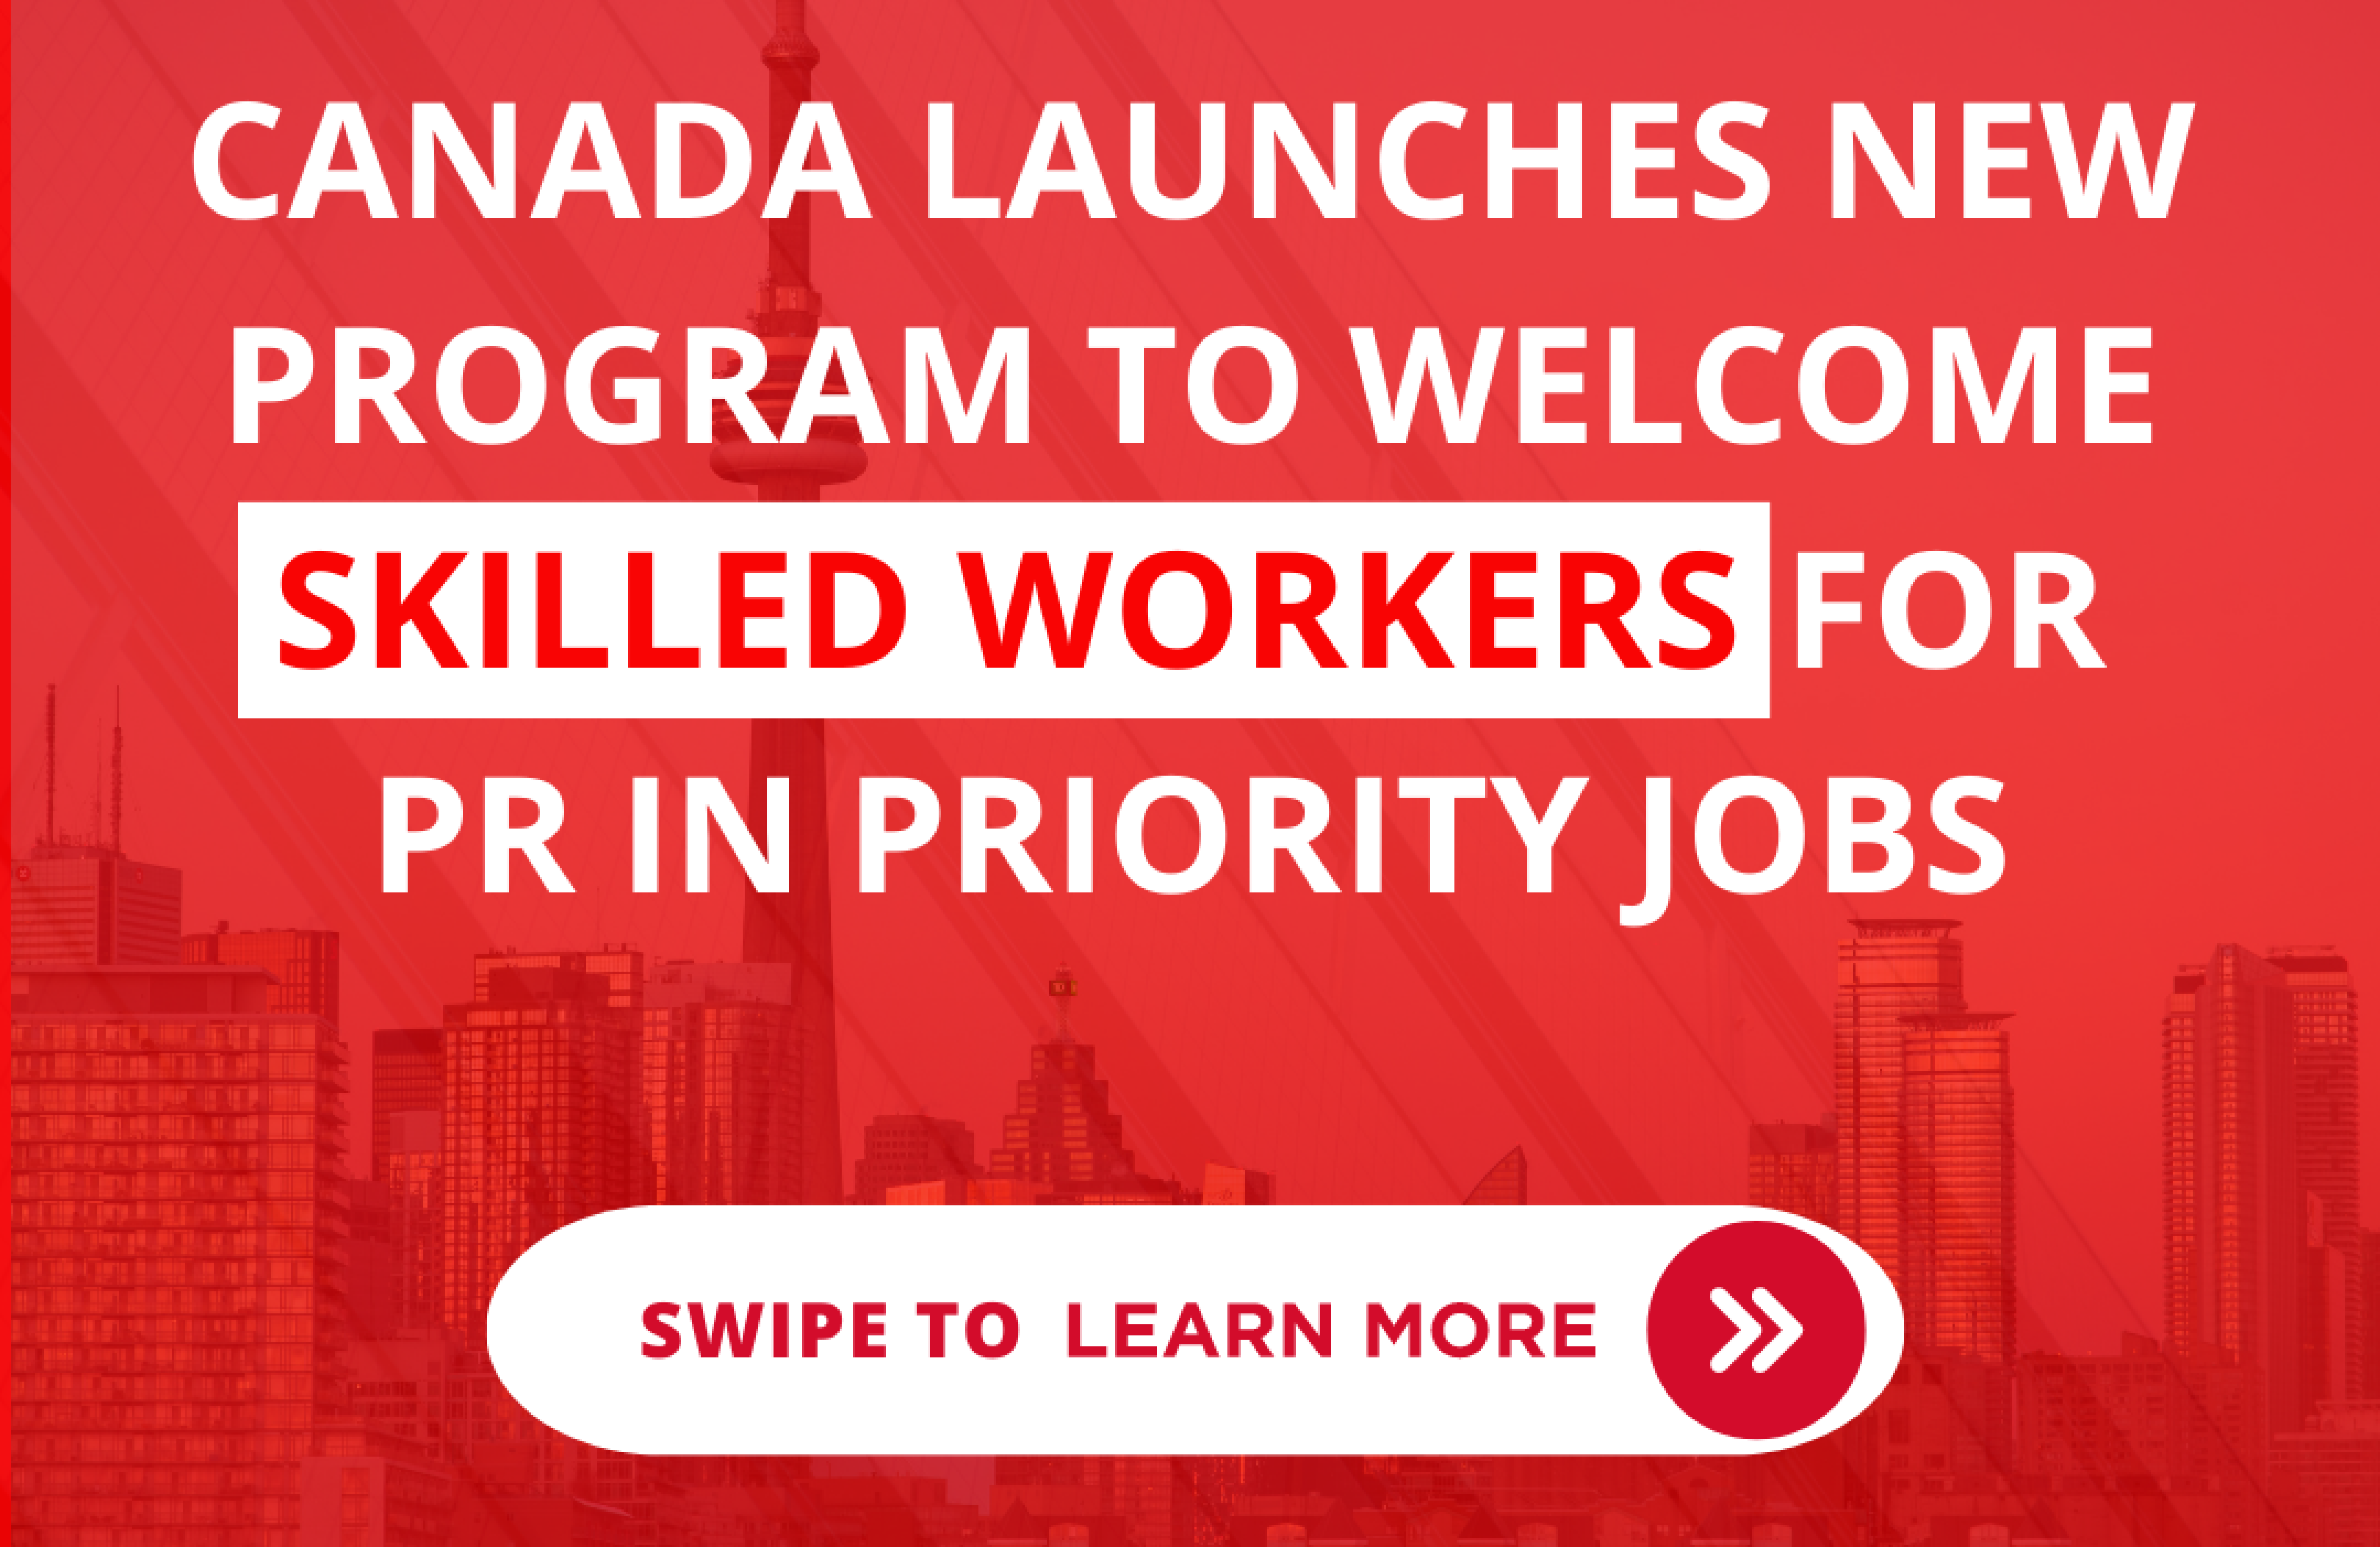 CANADA LAUNCHES NEW
PROGRAM TO WELCOME
SKILLED WORKERS FOR
PR IN PRIORITY JOBS
SWIPE TO LEARN MORE